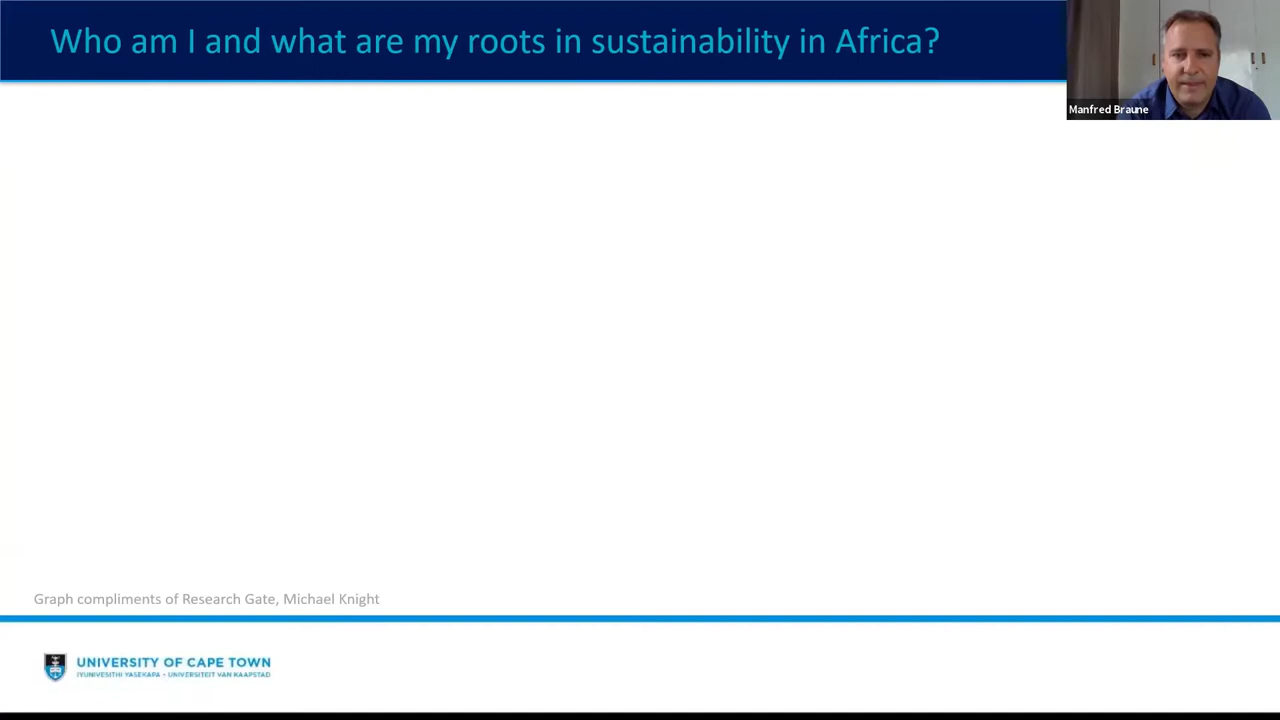 Who am I and what are my roots in sustainability in Africa?
Manfred Braune
Graph compliments of Research Gate, Michael Knight
UNIVERSITY OF CAPE TOWN
IYUNIVESITHI YASEKAPA • UNIVERSITEIT VAN KAAPSTAD